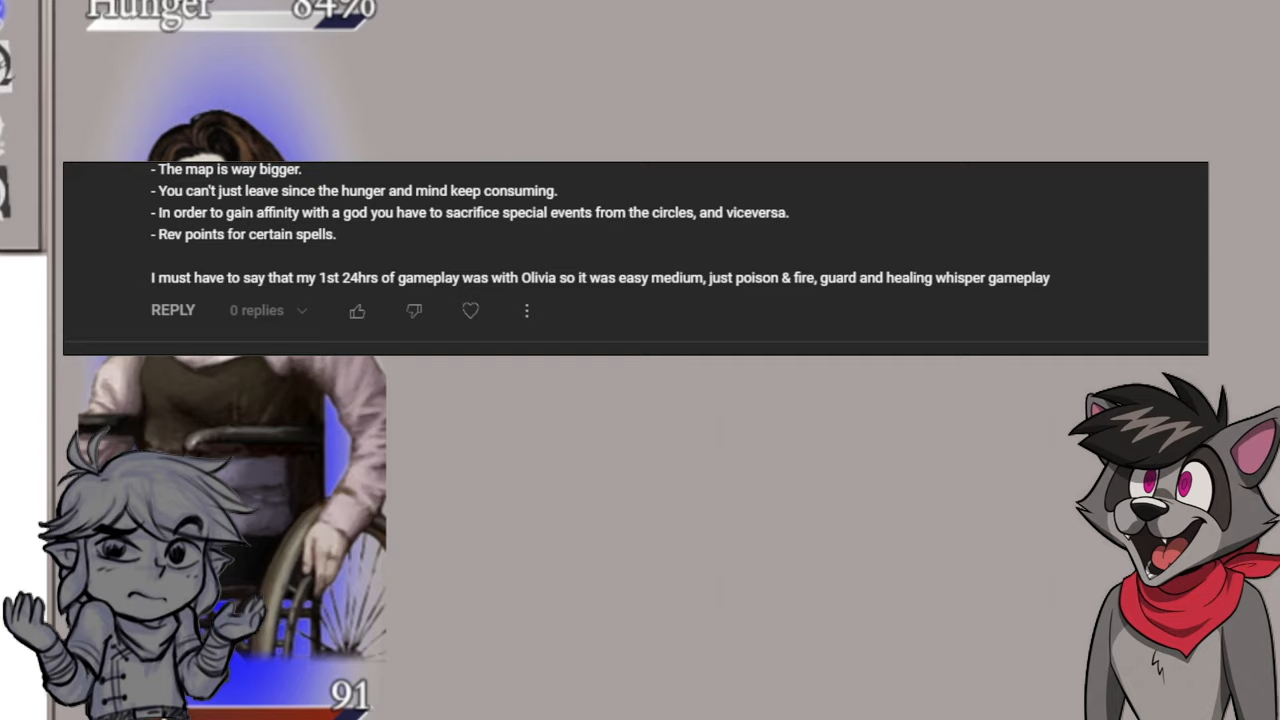 Hunger 84%
- The map is way bigger.
- You can't just leave since the hunger and mind keep consuming.
- In order to gain affinity with a god you have to sacrifice special events from the circles, and viceversa.
- Rev points for certain spells.
I must have to say that my 1st 24hrs of gameplay was with Olivia so it was easy medium, just poison & fire, guard and healing whisper gameplay
REPLY 0 replies
91